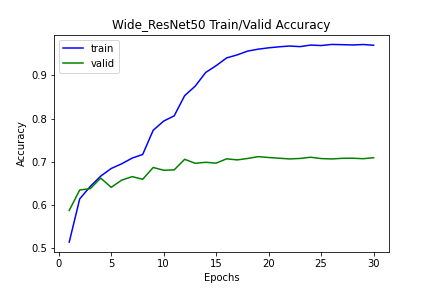 Wide_ResNet50 Train/Valid Accuracy
train
valid
Accuracy
0.9
0.8
0.7
0.6
0.5
0 5 10 15 20 25 30
Epochs